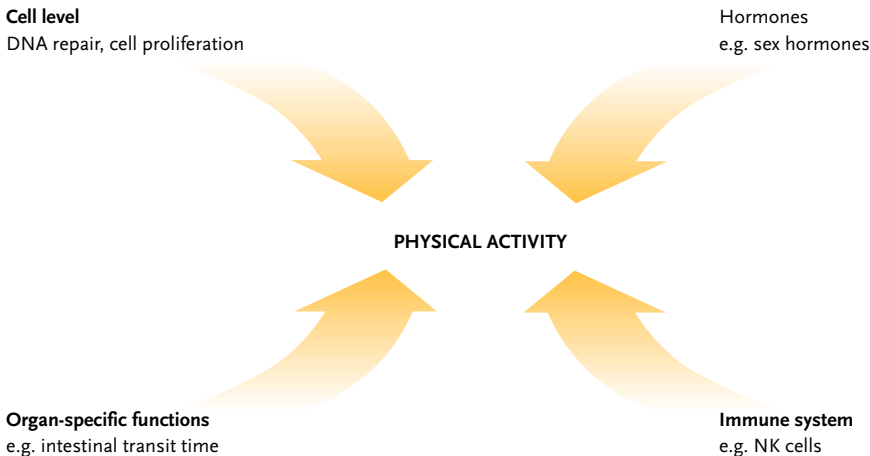 Cell level
DNA repair, cell proliferation
Hormones
e.g. sex hormones
PHYSICAL ACTIVITY
Organ-specific functions
e.g. intestinal transit time
Immune system
e.g. NK cells